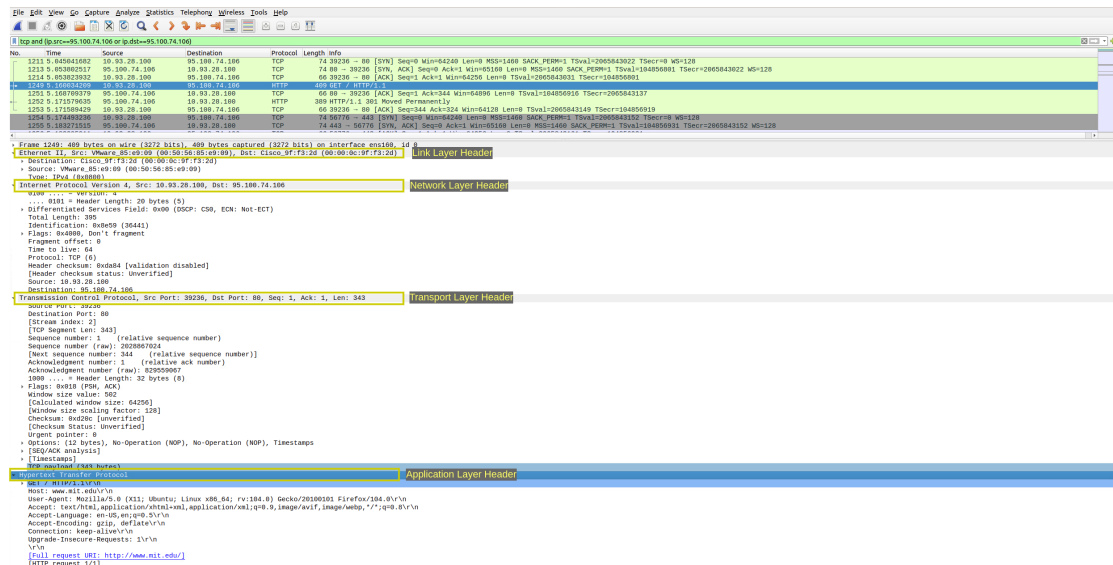 File Edit View Go Capture Analyze Statistics Telephony Wireless Tools Help
tcp and (ip.src==95.100.74.106 or ip.dst==95.100.74.106)
No. Time Source Destination Protocol Length Info
1211 5.045041682 10.93.28.100 95.100.74.106 TCP 74 39236 → 80 [SYN] Seq=0 Win=64240 Len=0 MSS=1460 SACK_PERM=1 TSval=2065843022 TSecr=0 WS=128
1213 5.053802517 95.100.74.106 10.93.28.100 TCP 74 80 → 39236 [SYN, ACK] Seq=0 Ack=1 Win=65160 Len=0 MSS=1460 SACK_PERM=1 TSval=104856801 TSecr=2065843022 WS=128
1214 5.053823932 10.93.28.100 95.100.74.106 TCP 66 39236 → 80 [ACK] Seq=1 Ack=1 Win=64256 Len=0 TSval=2065843031 TSecr=104856801
1249 5.160034209 10.93.28.100 95.100.74.106 HTTP 409 GET / HTTP/1.1
1251 5.168709379 95.100.74.106 10.93.28.100 TCP 66 80 → 39236 [ACK] Seq=1 Ack=344 Win=64896 Len=0 TSval=104856916 TSecr=2065843137
1252 5.171579635 95.100.74.106 10.93.28.100 HTTP 389 HTTP/1.1 301 Moved Permanently
1253 5.171589429 10.93.28.100 95.100.74.106 TCP 66 39236 → 80 [ACK] Seq=344 Ack=324 Win=64128 Len=0 TSval=2065843149 TSecr=104856919
1254 5.174493236 10.93.28.100 95.100.74.106 TCP 74 56776 → 443 [SYN] Seq=0 Win=64240 Len=0 MSS=1460 SACK_PERM=1 TSval=2065843152 TSecr=0 WS=128
1255 5.183271515 95.100.74.106 10.93.28.100 TCP 74 443 → 56776 [SYN, ACK] Seq=0 Ack=1 Win=65160 Len=0 MSS=1460 SACK_PERM=1 TSval=104856931 TSecr=2065843152 WS=128
Frame 1249: 409 bytes on wire (3272 bits), 409 bytes captured (3272 bits) on interface ens160, id 0
Ethernet II, Src: VMware_85:e9:09 (00:50:56:85:e9:09), Dst: Cisco_9f:f3:2d (00:00:0c:9f:f3:2d) Link Layer Header
Destination: Cisco_9f:f3:2d (00:00:0c:9f:f3:2d)
Source: VMware_85:e9:09 (00:50:56:85:e9:09)
Type: IPv4 (0x0800)
Internet Protocol Version 4, Src: 10.93.28.100, Dst: 95.100.74.106 Network Layer Header
0100 .... = Version: 4
.... 0101 = Header Length: 20 bytes (5)
Differentiated Services Field: 0x00 (DSCP: CS0, ECN: Not-ECT)
Total Length: 395
Identification: 0x8e59 (36441)
Flags: 0x4000, Don't fragment
Fragment offset: 0
Time to live: 64
Protocol: TCP (6)
Header checksum: 0xda84 [validation disabled]
[Header checksum status: Unverified]
Source: 10.93.28.100
Destination: 95.100.74.106
Transmission Control Protocol, Src Port: 39236, Dst Port: 80, Seq: 1, Ack: 1, Len: 343 Transport Layer Header
Source Port: 39236
Destination Port: 80
[Stream index: 2]
[TCP Segment Len: 343]
Sequence number: 1 (relative sequence number)
Sequence number (raw): 2028867024
[Next sequence number: 344 (relative sequence number)]
Acknowledgment number: 1 (relative ack number)
Acknowledgment number (raw): 829559067
1000 .... = Header Length: 32 bytes (8)
Flags: 0x018 (PSH, ACK)
Window size value: 502
[Calculated window size: 64256]
[Window size scaling factor: 128]
Checksum: 0xd20c [unverified]
[Checksum Status: Unverified]
Urgent pointer: 0
Options: (12 bytes), No-Operation (NOP), No-Operation (NOP), Timestamps
[SEQ/ACK analysis]
[Timestamps]
TCP payload (343 bytes)
Hypertext Transfer Protocol Application Layer Header
GET / HTTP/1.1\r\n
Host: www.mit.edu\r\n
User-Agent: Mozilla/5.0 (X11; Ubuntu; Linux x86_64; rv:104.0) Gecko/20100101 Firefox/104.0\r\n
Accept: text/html,application/xhtml+xml,application/xml;q=0.9,image/avif,image/webp,*/*;q=0.8\r\n
Accept-Language: en-US,en;q=0.5\r\n
Accept-Encoding: gzip, deflate\r\n
Connection: keep-alive\r\n
Upgrade-Insecure-Requests: 1\r\n
\r\n
[Full request URI: http://www.mit.edu/]
[HTTP request 1/1]